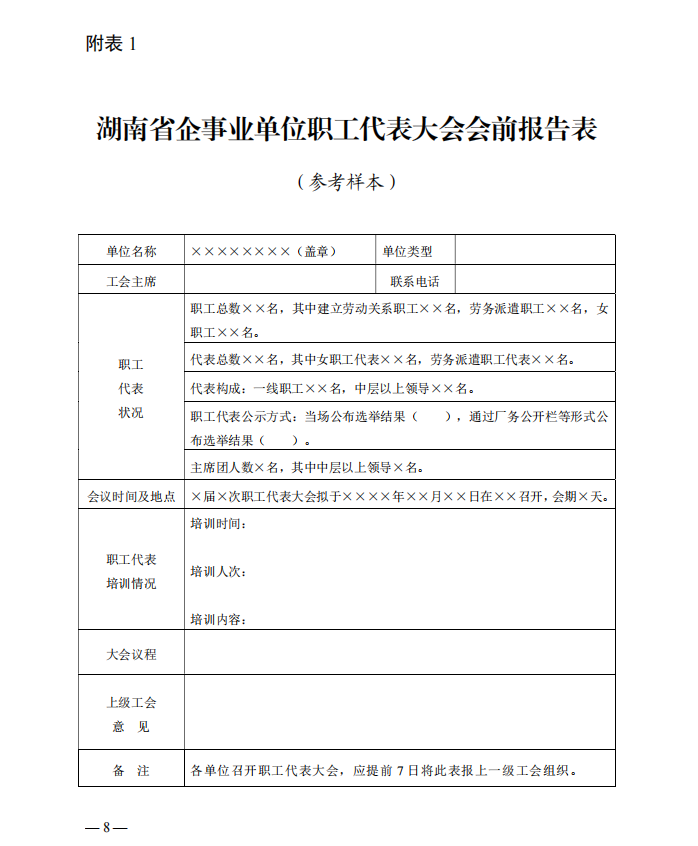 附表 1
湖南省企事业单位职工代表大会会前报告表
（参考样本）
单位名称 ××××××××（盖章） 单位类型
工会主席 联系电话
职工
代表
状况
职工总数××名，其中建立劳动关系职工××名，劳务派遣职工××名，女
职工××名。
代表总数××名，其中女职工代表××名，劳务派遣职工代表××名。
代表构成：一线职工××名，中层以上领导××名。
职工代表公示方式：当场公布选举结果（　　），通过厂务公开栏等形式公
布选举结果（　　）。
主席团人数×名，其中中层以上领导×名。
会议时间及地点 ×届×次职工代表大会拟于××××年××月××日在××召开，会期×天。
职工代表
培训情况
培训时间：
培训人次：
培训内容：
大会议程
上级工会
意　见
备　注 各单位召开职工代表大会，应提前 7 日将此表报上一级工会组织。
— 8 —